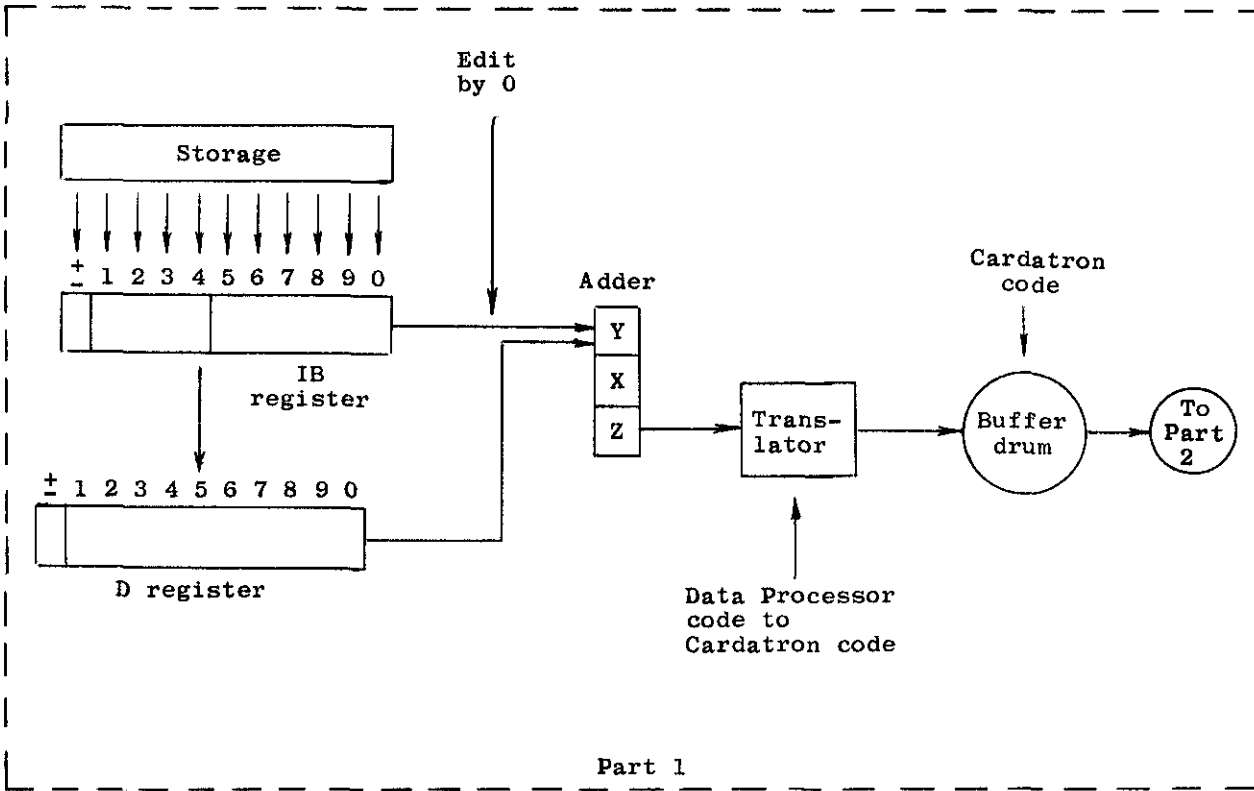 Edit
by 0
Storage
± 1 2 3 4 5 6 7 8 9 0
IB
register
± 1 2 3 4 5 6 7 8 9 0
D register
Adder
Y
X
Z
Trans-
lator
Data Processor
code to
Cardatron code
Cardatron
code
Buffer
drum
To
Part
2
Part 1